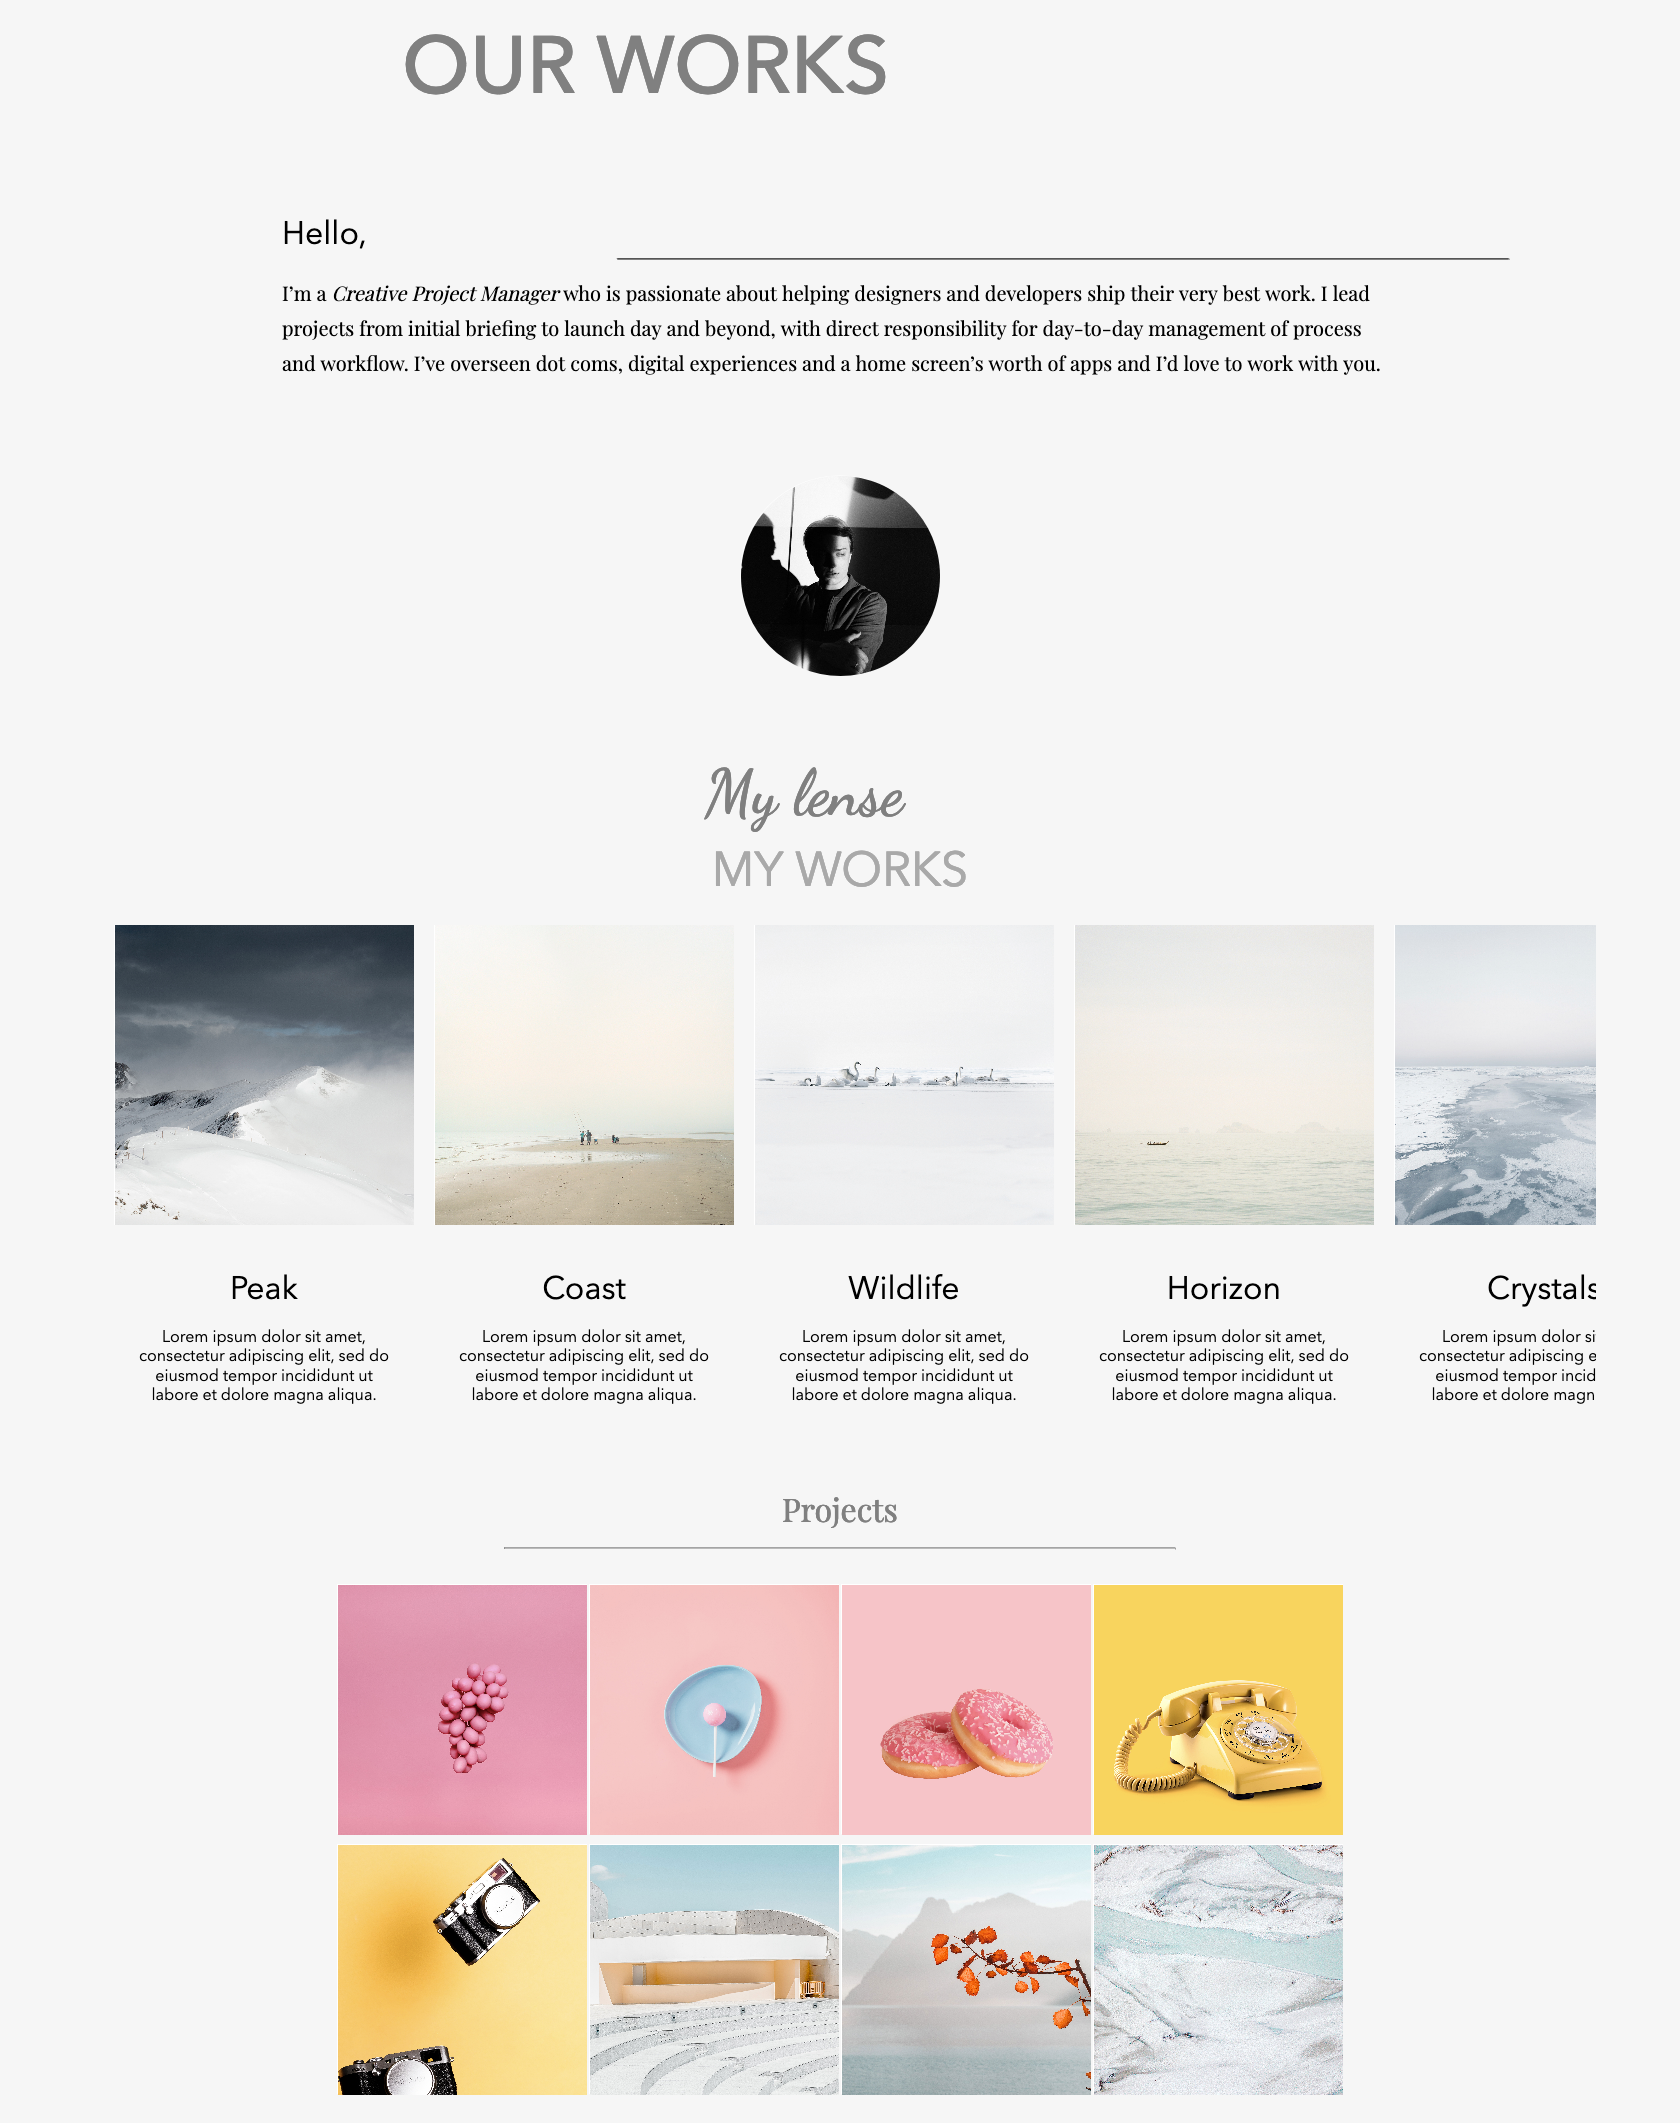 OUR WORKS
Hello,
I'm a Creative Project Manager who is passionate about helping designers and developers ship their very best work. I lead
projects from initial briefing to launch day and beyond, with direct responsibility for day-to-day management of process
and workflow. I've overseen dot coms, digital experiences and a home screen's worth of apps and I'd love to work with you.
My lense
MY WORKS
Peak
Lorem ipsum dolor sit amet,
consectetur adipiscing elit, sed do
eiusmod tempor incididunt ut
labore et dolore magna aliqua.
Coast
Lorem ipsum dolor sit amet,
consectetur adipiscing elit, sed do
eiusmod tempor incididunt ut
labore et dolore magna aliqua.
Wildlife
Lorem ipsum dolor sit amet,
consectetur adipiscing elit, sed do
eiusmod tempor incididunt ut
labore et dolore magna aliqua.
Horizon
Lorem ipsum dolor sit amet,
consectetur adipiscing elit, sed do
eiusmod tempor incididunt ut
labore et dolore magna aliqua.
Crystals
Lorem ipsum dolor si
consectetur adipiscing e
eiusmod tempor incid
labore et dolore magn
Projects